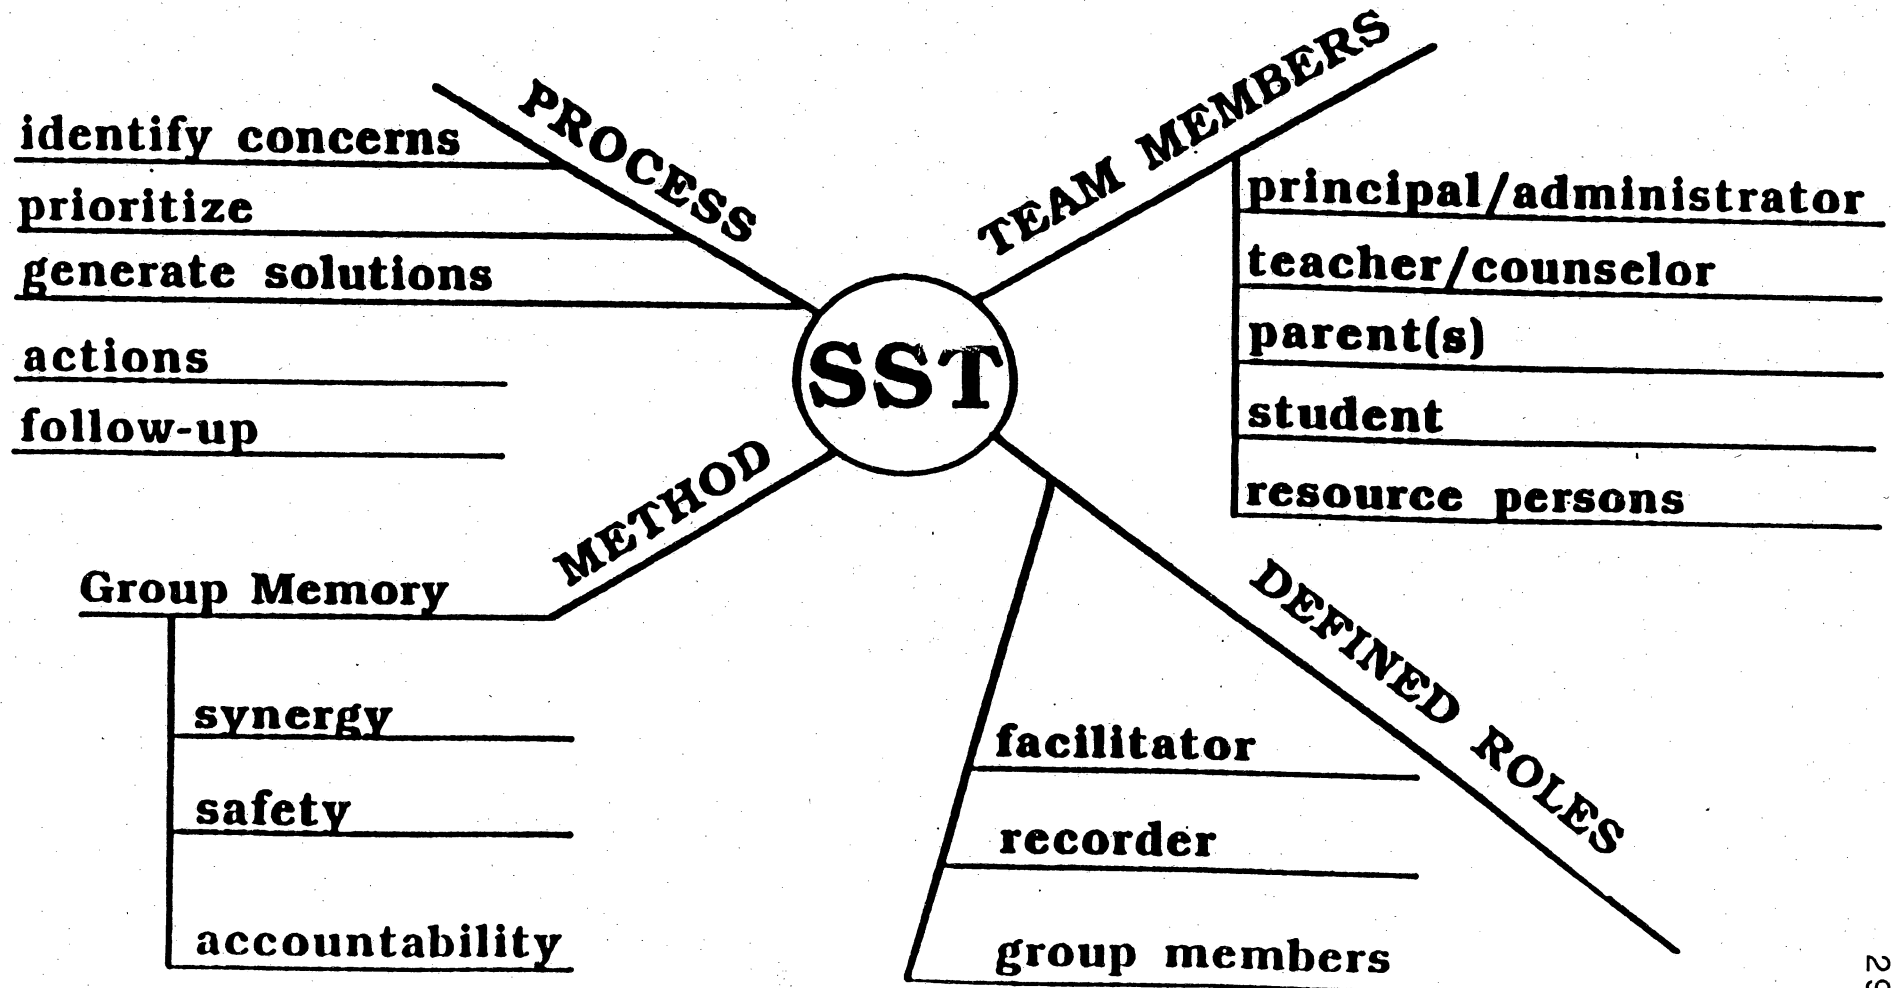 PROCESS
identify concerns
prioritize
generate solutions
actions
follow-up
TEAM MEMBERS
principal/administrator
teacher/counselor
parent(s)
student
resource persons
SST
METHOD
Group Memory
synergy
safety
accountability
DEFINED ROLES
facilitator
recorder
group members